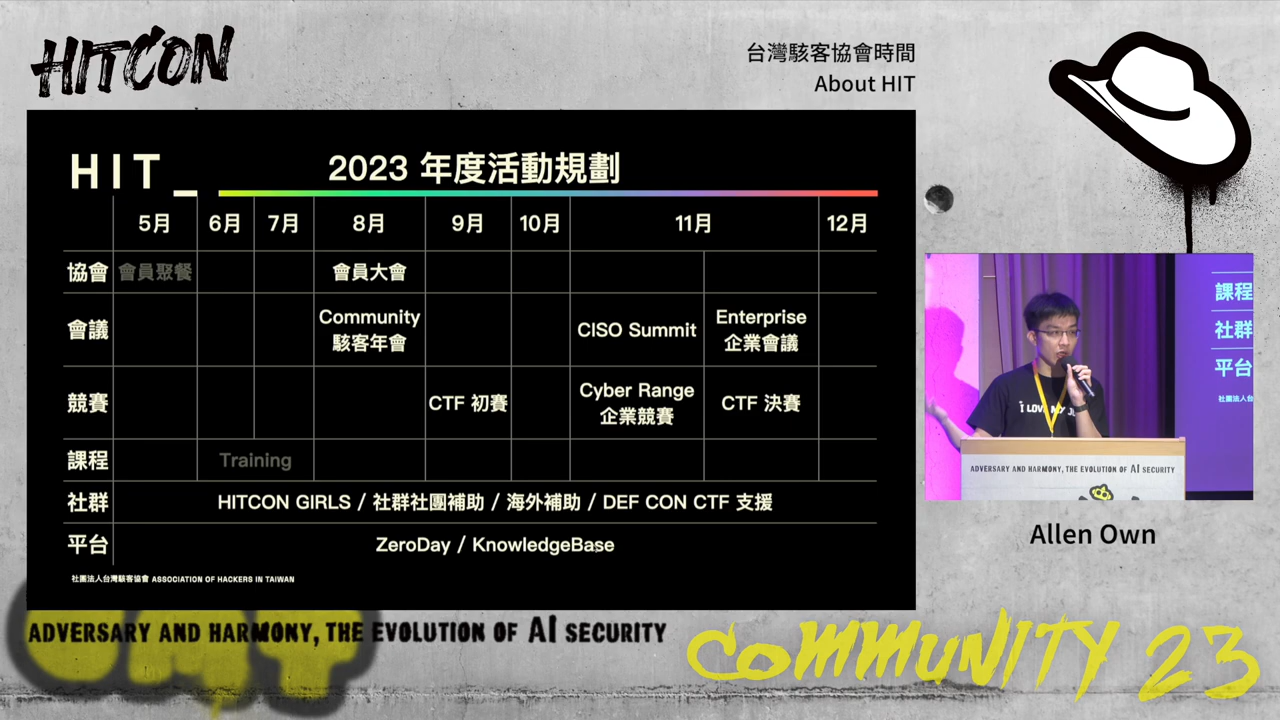 HITCON
台灣駭客協會時間
About HIT
HIT_
2023 年度活動規劃
5月 6月 7月 8月 9月 10月 11月 12月
協會 會員聚餐 會員大會
會議 Community 駭客年會 CISO Summit Enterprise 企業會議
競賽 CTF 初賽 Cyber Range 企業競賽 CTF 決賽
課程 Training
社群 HITCON GIRLS / 社群社團補助 / 海外補助 / DEF CON CTF 支援
平台 ZeroDay / KnowledgeBase
社團法人台灣駭客協會 ASSOCIATION OF HACKERS IN TAIWAN
課程
社群
平台
社團法人台
I LOVE MY J
ADVERSARY AND HARMONY, THE EVOLUTION OF AI SECURITY
Allen Own
ADVERSARY AND HARMONY, THE EVOLUTION OF AI SECURITY
COMMUNITY 23